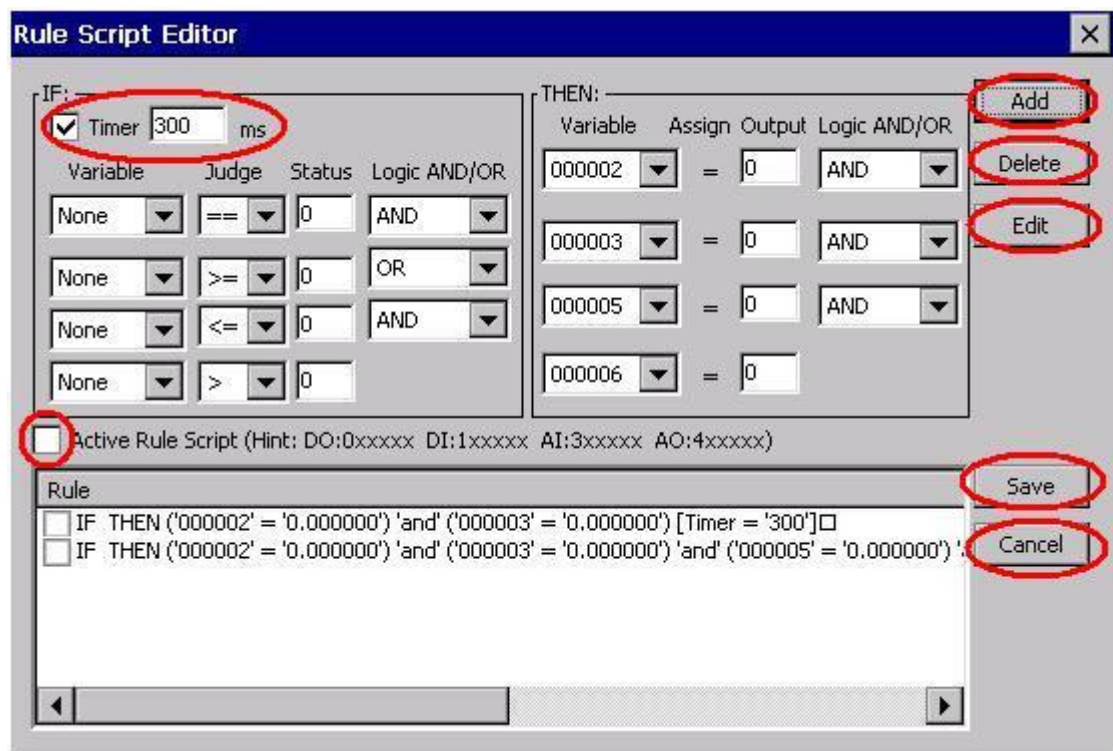 Rule Script Editor
IF:
Timer 300 ms
Variable Judge Status Logic AND/OR
None == 0 AND
None >= 0 OR
None <= 0 AND
None > 0
THEN:
Variable Assign Output Logic AND/OR
000002 = 0 AND
000003 = 0 AND
000005 = 0 AND
000006 = 0
Add
Delete
Edit
Active Rule Script (Hint: DO:0xxxxx DI:1xxxxx AI:3xxxxx AO:4xxxxx)
Rule
IF THEN ('000002' = '0.000000') 'and' ('000003' = '0.000000') [Timer = '300']
IF THEN ('000002' = '0.000000') 'and' ('000003' = '0.000000') 'and' ('000005' = '0.000000')
Save
Cancel